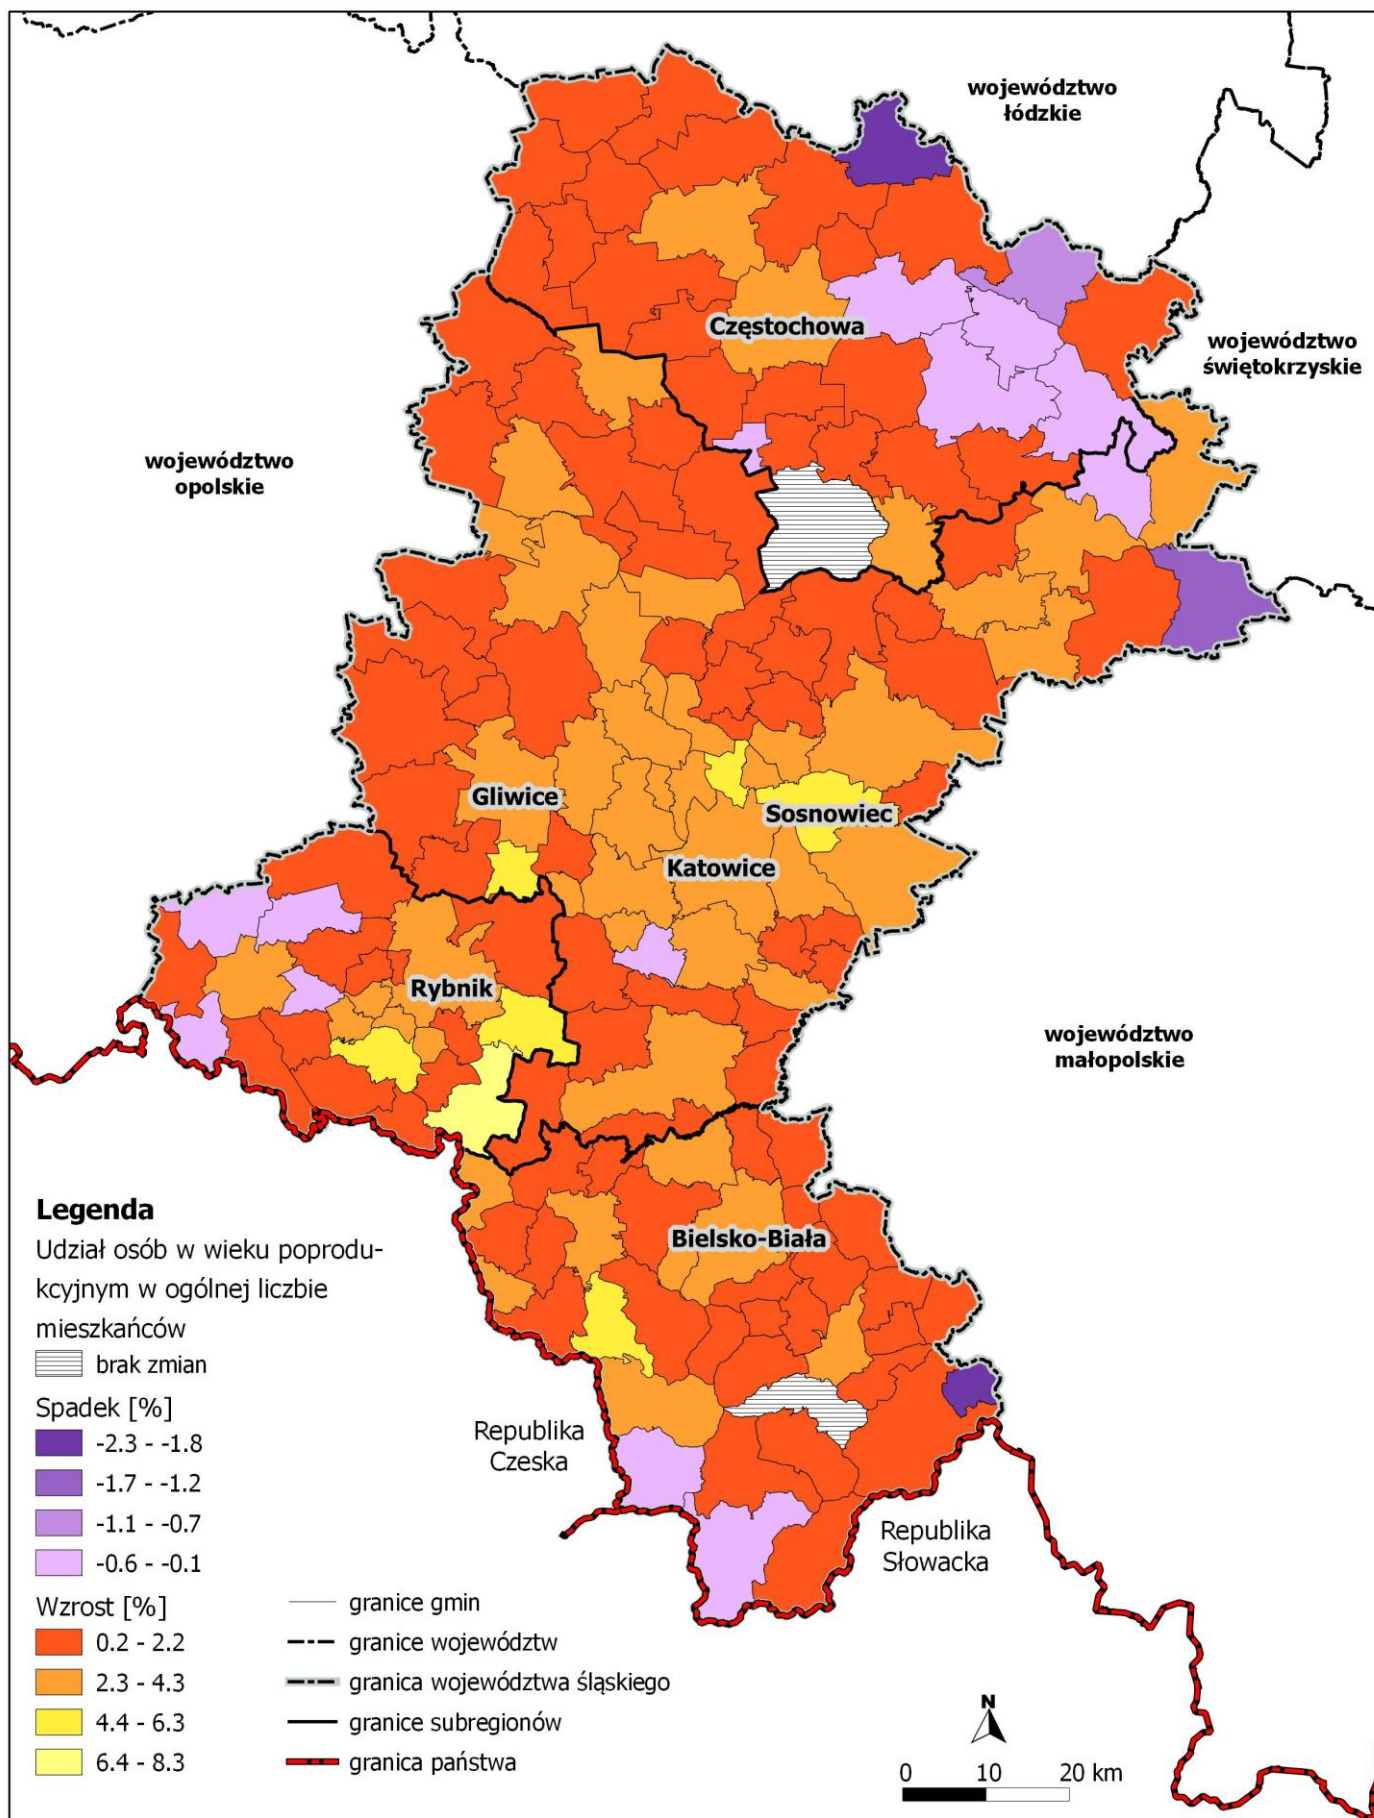 województwo
łódzkie
Częstochowa
województwo
świętokrzyskie
województwo
opolskie
Gliwice
Sosnowiec
Katowice
Rybnik
województwo
małopolskie
Bielsko-Biała
Republika
Czeska
Republika
Słowacka
Legenda
Udział osób w wieku poprodu-
kcyjnym w ogólnej liczbie
mieszkańców
brak zmian
Spadek [%]
-2.3 - -1.8
-1.7 - -1.2
-1.1 - -0.7
-0.6 - -0.1
Wzrost [%]
0.2 - 2.2
2.3 - 4.3
4.4 - 6.3
6.4 - 8.3
granice gmin
granice województw
granica województwa śląskiego
granice subregionów
granica państwa
N
0 10 20 km